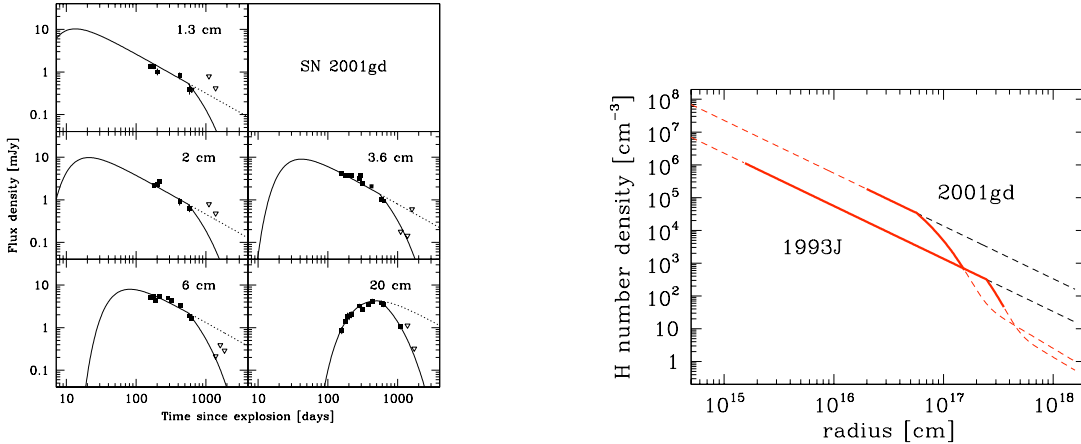 10
1
0.1
1.3 cm
SN 2001gd
10
1
0.1
2 cm
3.6 cm
10
1
0.1
6 cm
20 cm
10 100 1000 10 100 1000
Time since explosion [days]
Flux density [mJy]
10⁸
10⁷
10⁶
10⁵
10⁴
10³
10²
10
1
2001gd
1993J
10¹⁵ 10¹⁶ 10¹⁷ 10¹⁸
radius [cm]
H number density [cm⁻³]